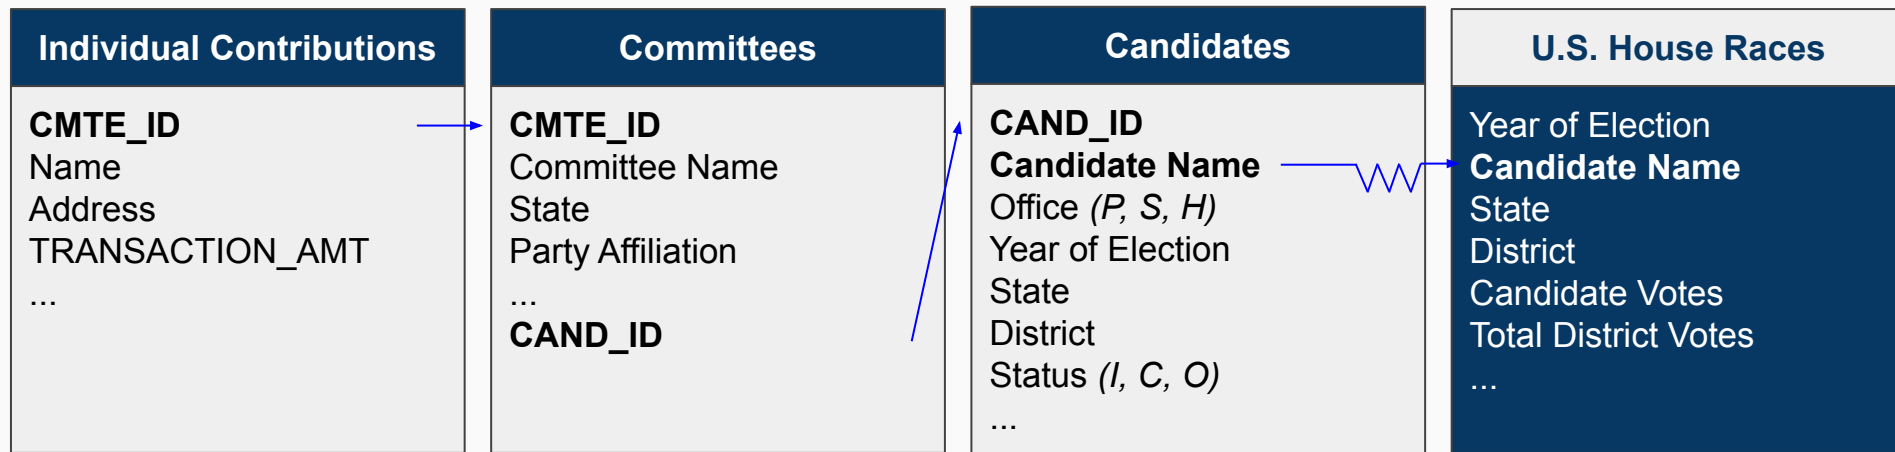 Individual Contributions
CMTE_ID
Name
Address
TRANSACTION_AMT
...
Committees
CMTE_ID
Committee Name
State
Party Affiliation
...
CAND_ID
Candidates
CAND_ID
Candidate Name
Office (P, S, H)
Year of Election
State
District
Status (I, C, O)
...
U.S. House Races
Year of Election
Candidate Name
State
District
Candidate Votes
Total District Votes
...